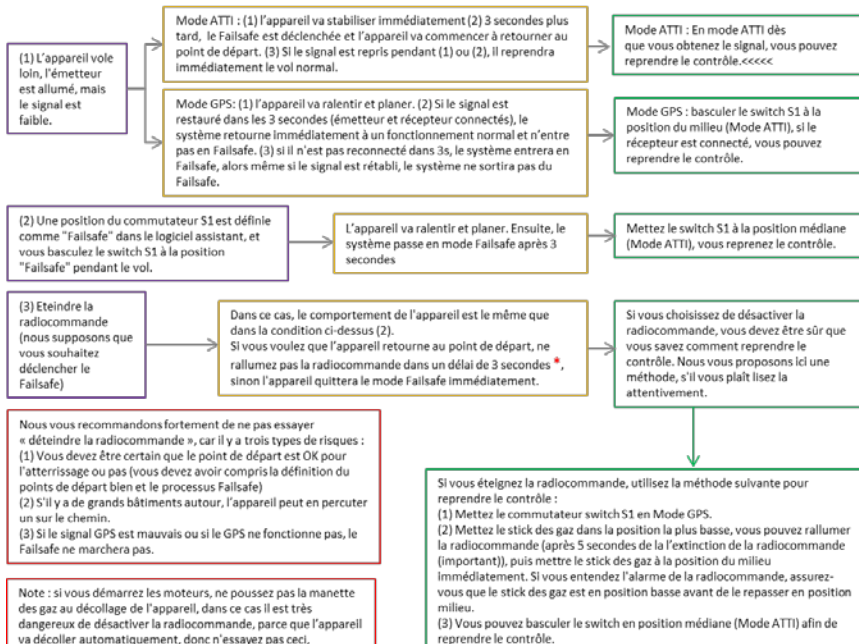 (1) L'appareil vole
loin, l'émetteur
est allumé, mais
le signal est
faible.
Mode ATTI : (1) l'appareil va stabiliser immédiatement (2) 3 secondes plus
tard, le Failsafe est déclenchée et l'appareil va commencer à retourner au
point de départ. (3) Si le signal est repris pendant (1) ou (2), il reprendra
immédiatement le vol normal.
Mode ATTI : En mode ATTI dès
que vous obtenez le signal, vous pouvez
reprendre le contrôle.<<<<<
Mode GPS: (1) l'appareil va ralentir et planer. (2) Si le signal est
restauré dans les 3 secondes (émetteur et récepteur connectés), le
système retourne immédiatement à un fonctionnement normal et n'entre
pas en Failsafe. (3) si il n'est pas reconnecté dans 3s, le système entrera en
Failsafe, alors même si le signal est rétabli, le système ne sortira pas du
Failsafe.
Mode GPS : basculer le switch S1 à la
position du milieu (Mode ATTI), si le
récepteur est connecté, vous pouvez
reprendre le contrôle.
(2) Une position du commutateur S1 est définie
comme "Failsafe" dans le logiciel assistant, et
vous basculez le switch S1 à la position
"Failsafe" pendant le vol.
L'appareil va ralentir et planer. Ensuite, le
système passe en mode Failsafe après 3
secondes
Mettez le switch S1 à la position médiane
(Mode ATTI), vous reprenez le contrôle.
(3) Eteindre la
radiocommande
(nous supposons que
vous souhaitez
déclencher le
Failsafe)
Dans ce cas, le comportement de l'appareil est le même que
dans la condition ci-dessus (2).
Si vous voulez que l'appareil retourne au point de départ, ne
rallumez pas la radiocommande dans un délai de 3 secondes *,
sinon l'appareil quittera le mode Failsafe immédiatement.
Si vous choisissez de désactiver la
radiocommande, vous devez être sûr que
vous savez comment reprendre le
contrôle. Nous vous proposons ici une
méthode, s'il vous plaît lisez la
attentivement.
Nous vous recommandons fortement de ne pas essayer
« déteindre la radiocommande », car il y a trois types de risques :
(1) Vous devez être certain que le point de départ est OK pour
l'atterrissage ou pas (vous devez avoir compris la définition du
points de départ bien et le processus Failsafe)
(2) S'il y a de grands bâtiments autour, l'appareil peut en percuter
un sur le chemin.
(3) Si le signal GPS est mauvais ou si le GPS ne fonctionne pas, le
Failsafe ne marchera pas.
Note : si vous démarrez les moteurs, ne poussez pas la manette
des gaz au décollage de l'appareil, dans ce cas il est très
dangereux de désactiver la radiocommande, parce que l'appareil
va décoller automatiquement, donc n'essayez pas ceci.
Si vous éteignez la radiocommande, utilisez la méthode suivante pour
reprendre le contrôle :
(1) Mettez le commutateur switch S1 en Mode GPS.
(2) Mettez le stick des gaz dans la position la plus basse, vous pouvez rallumer
la radiocommande (après 5 secondes de la l'extinction de la radiocommande
(important)), puis mettre le stick des gaz à la position du milieu
immédiatement. Si vous entendez l'alarme de la radiocommande, assurez-
vous que le stick des gaz est en position basse avant de le repasser en position
milieu.
(3) Vous pouvez basculer le switch en position médiane (Mode ATTI) afin de
reprendre le contrôle.